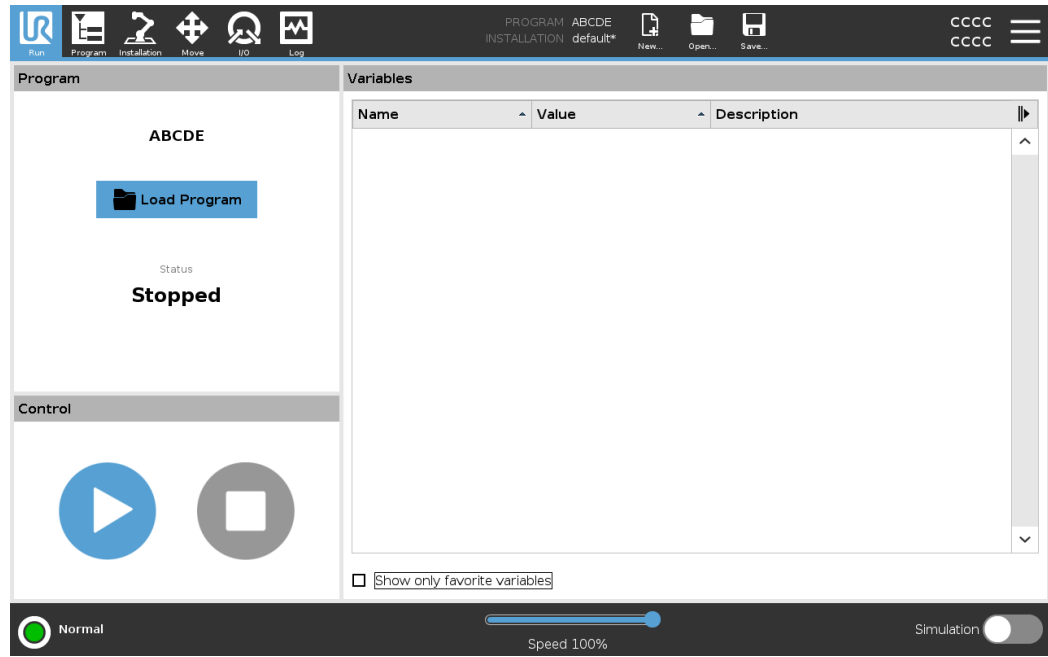 UR
Run
Program
Installation
Move
I/O
Log
PROGRAM ABCDE
INSTALLATION default*
New...
Open...
Save...
CCCC
CCCC
Program
ABCDE
Load Program
Status
Stopped
Control
Variables
Name Value Description
Show only favorite variables
Normal
Speed 100%
Simulation